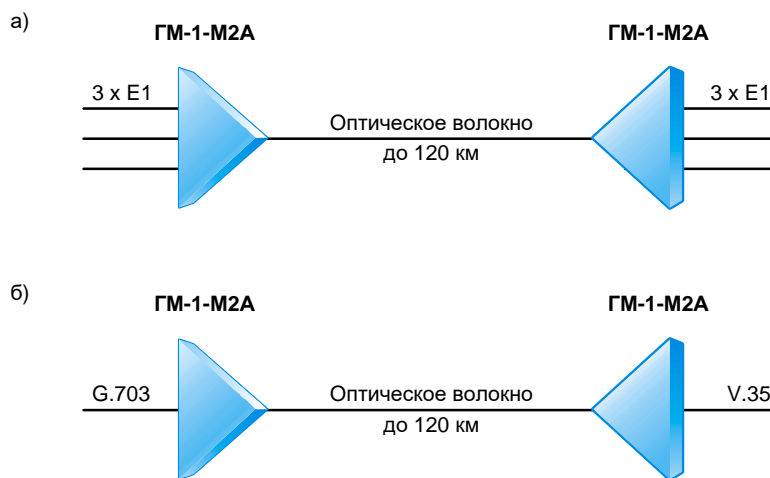 а)
ГМ-1-М2А ГМ-1-М2А
3 x E1 3 x E1
Оптическое волокно
до 120 км
б)
ГМ-1-М2А ГМ-1-М2А
G.703 Оптическое волокно V.35
до 120 км